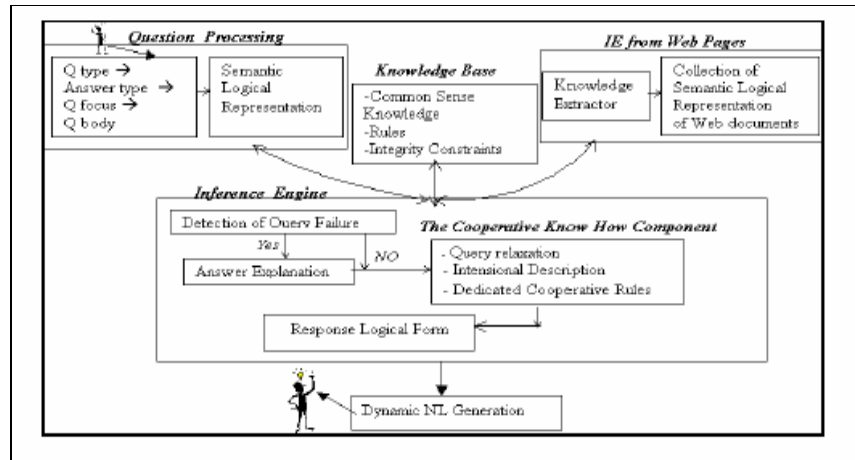 Question Processing
Q type →
Answer type →
Q focus →
Q body
Semantic
Logical
Representation
Knowledge Base
-Common Sense
Knowledge
-Rules
-Integrity Constraints
IE from Web Pages
Knowledge
Extractor
Collection of
Semantic Logical
Representation
of Web documents
Inference Engine
Detection of Query Failure
Yes
NO
Answer Explanation
The Cooperative Know How Component
- Query relaxation
- Intensional Description
- Dedicated Cooperative Rules
Response Logical Form
Dynamic NL Generation